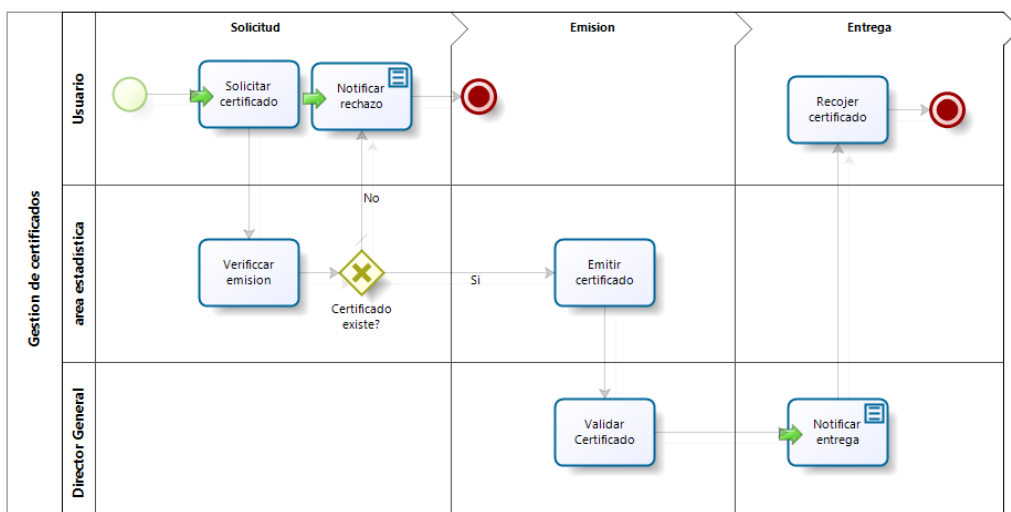 Gestion de certificados
Solicitud
Emision
Entrega
Usuario
Solicitar
certificado
Notificar
rechazo
Recojer
certificado
No
area estadistica
Verificcar
emision
Certificado
existe?
Si
Emitir
certificado
Director General
Validar
Certificado
Notificar
entrega